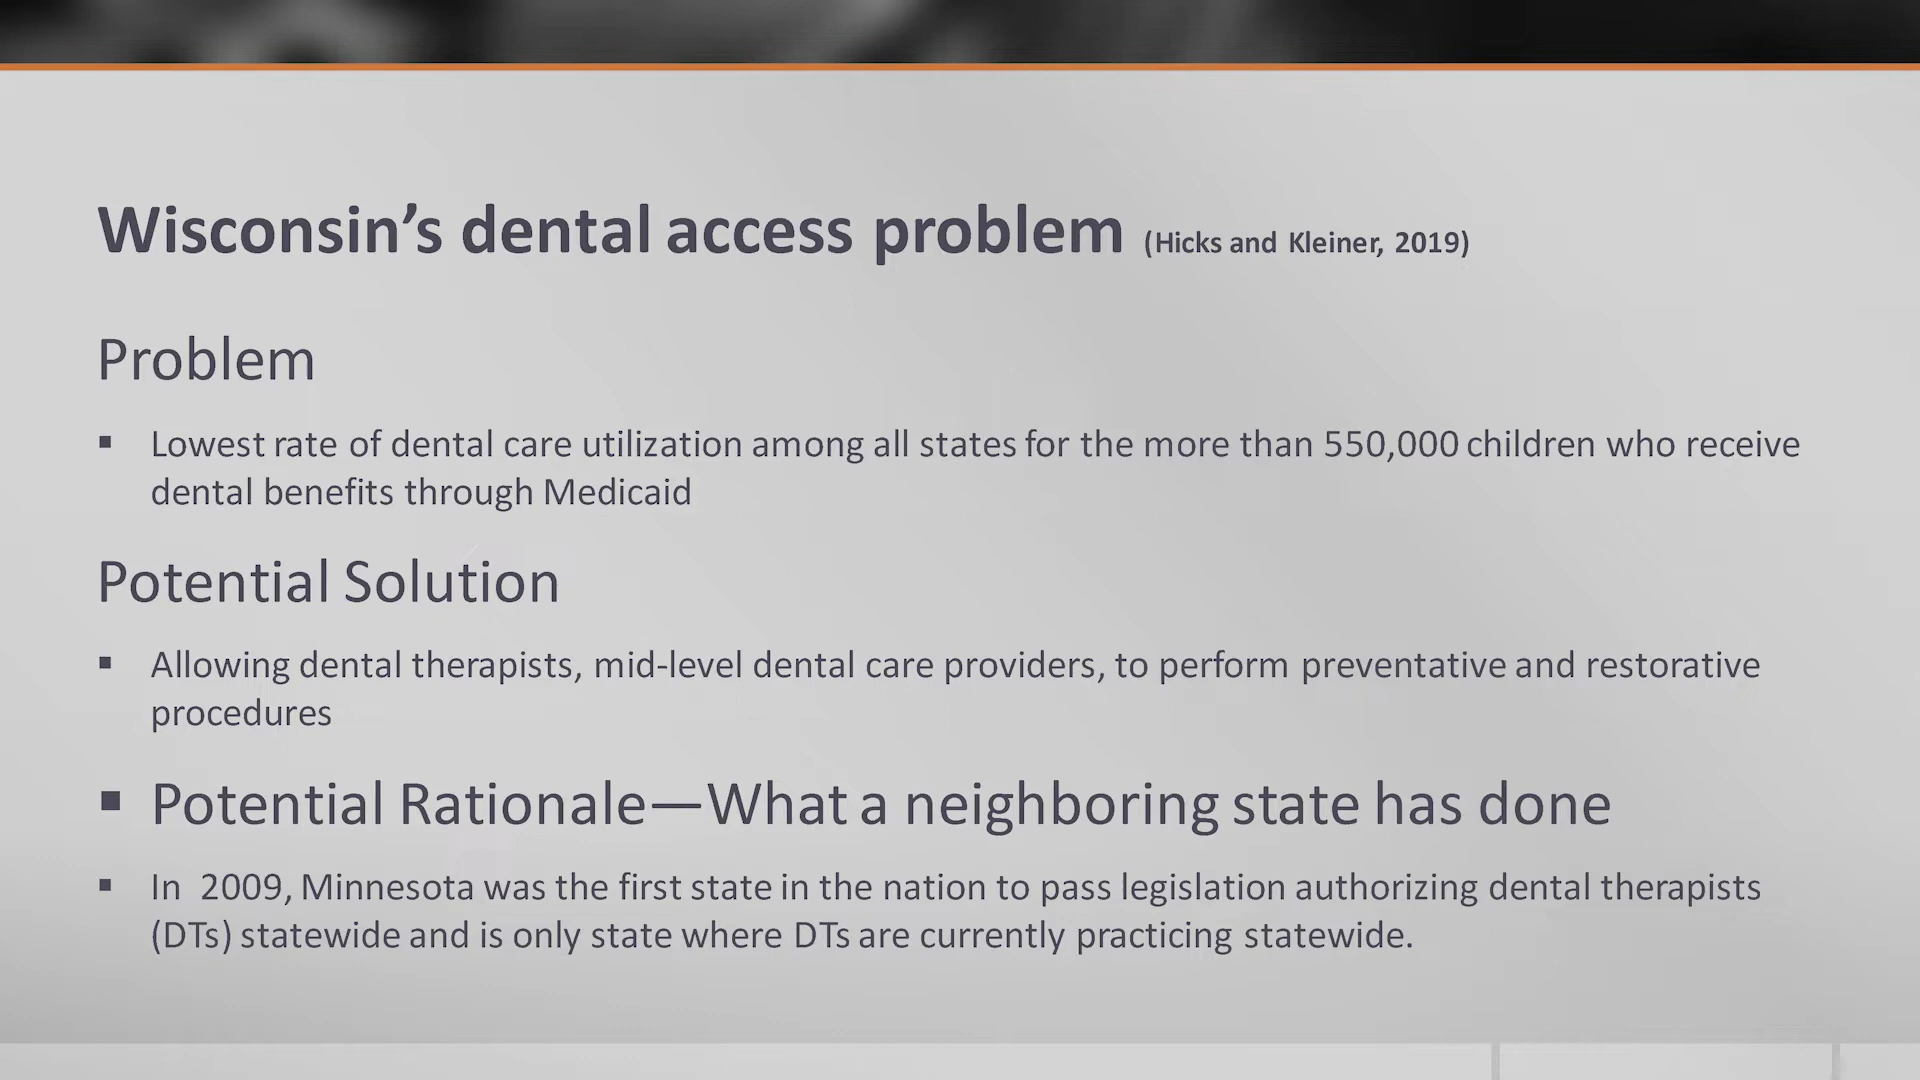 Wisconsin’s dental access problem (Hicks and Kleiner, 2019)
Problem
▪ Lowest rate of dental care utilization among all states for the more than 550,000 children who receive
dental benefits through Medicaid
Potential Solution
▪ Allowing dental therapists, mid-level dental care providers, to perform preventative and restorative
procedures
▪ Potential Rationale—What a neighboring state has done
▪ In 2009, Minnesota was the first state in the nation to pass legislation authorizing dental therapists
(DTs) statewide and is only state where DTs are currently practicing statewide.